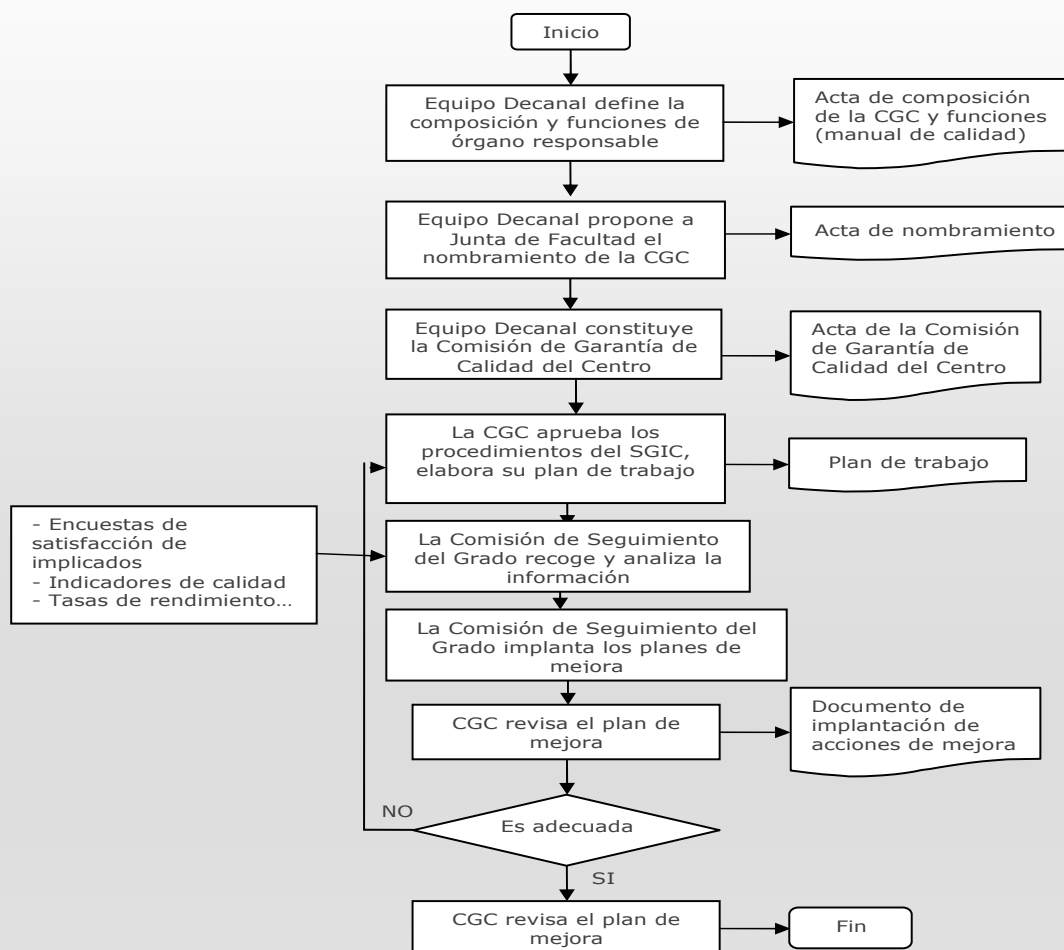 Inicio
Equipo Decanal define la
composición y funciones de
órgano responsable
Acta de composición
de la CGC y funciones
(manual de calidad)
Equipo Decanal propone a
Junta de Facultad el
nombramiento de la CGC
Acta de nombramiento
Equipo Decanal constituye
la Comisión de Garantía de
Calidad del Centro
Acta de la Comisión
de Garantía de
Calidad del Centro
La CGC aprueba los
procedimientos del SGIC,
elabora su plan de trabajo
Plan de trabajo
- Encuestas de
satisfacción de
implicados
- Indicadores de calidad
- Tasas de rendimiento…
La Comisión de Seguimiento
del Grado recoge y analiza la
información
La Comisión de Seguimiento del
Grado implanta los planes de
mejora
CGC revisa el plan de
mejora
Documento de
implantación de
acciones de mejora
NO
Es adecuada
SI
CGC revisa el plan de
mejora
Fin